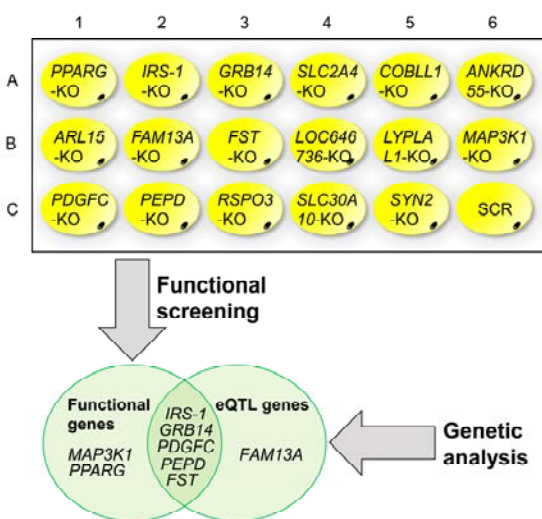 1 2 3 4 5 6
A
PPARG IRS-1 GRB14 SLC2A4 COBLL1 ANKRD
-KO -KO -KO -KO -KO 55-KO
B
ARL15 FAM13A FST LOC646 LYPLA MAP3K1
-KO -KO -KO 736-KO L1-KO -KO
C
PDGFC PEPD RSPO3 SLC30A SYN2 SCR
-KO -KO -KO 10-KO -KO
Functional
screening
Functional
genes
MAP3K1
PPARG
IRS-1
GRB14
PDGFC
PEPD
FST
eQTL genes
FAM13A
Genetic
analysis